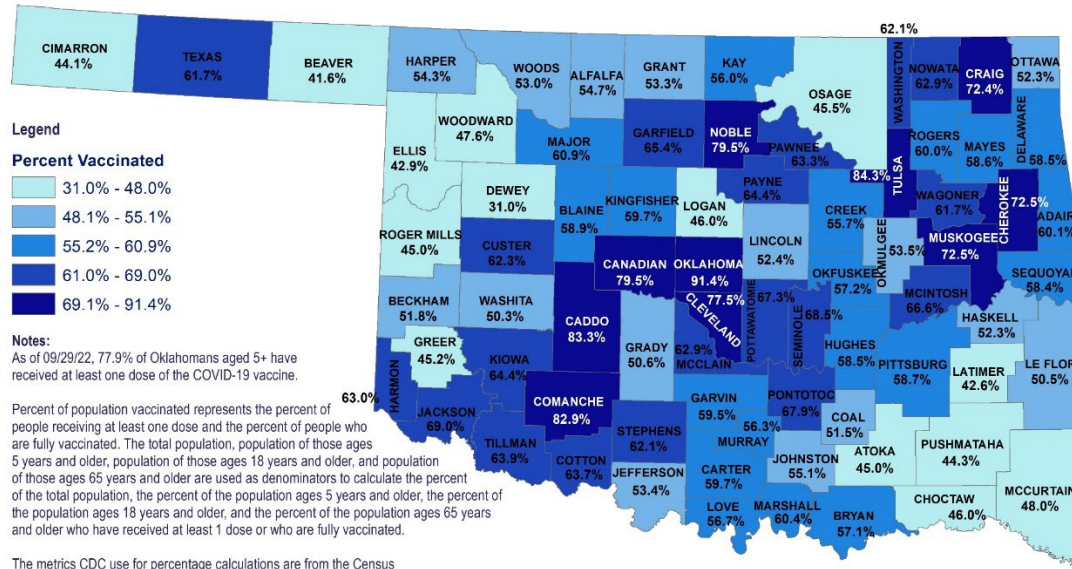 62.1%
CIMARRON
44.1%
TEXAS
61.7%
BEAVER
41.6%
HARPER
54.3%
WOODS
53.0%
ALFALFA
54.7%
GRANT
53.3%
KAY
56.0%
OSAGE
45.5%
WASHINGTON
NOWATA
62.9%
CRAIG
72.4%
OTTAWA
52.3%
DELAWARE
58.5%
WOODWARD
47.6%
ELLIS
42.9%
MAJOR
60.9%
GARFIELD
65.4%
NOBLE
79.5%
PAWNEE
63.3%
ROGERS
60.0%
MAYES
58.6%
84.3%
TULSA
DEWEY
31.0%
BLAINE
58.9%
KINGFISHER
59.7%
LOGAN
46.0%
PAYNE
64.4%
CREEK
55.7%
WAGONER
61.7%
CHEROKEE
72.5%
ADAIR
60.1%
ROGER MILLS
45.0%
CUSTER
62.3%
CANADIAN
79.5%
OKLAHOMA
91.4%
LINCOLN
52.4%
OKMULGEE
53.5%
MUSKOGEE
72.5%
OKFUSKEE
57.2%
SEQUOYAH
58.4%
BECKHAM
51.8%
WASHITA
50.3%
CADDO
83.3%
GRADY
50.6%
77.5%
CLEVELAND
POTTAWATOMIE
67.3%
SEMINOLE
68.5%
MCINTOSH
66.6%
HASKELL
52.3%
HUGHES
58.5%
PITTSBURG
58.7%
LATIMER
42.6%
LE FLOR
50.5%
GREER
45.2%
KIOWA
64.4%
62.9%
MCCLAIN
63.0%
HARMON
JACKSON
69.0%
COMANCHE
82.9%
GARVIN
59.5%
PONTOTOC
67.9%
COAL
51.5%
TILLMAN
63.9%
COTTON
63.7%
STEPHENS
62.1%
56.3%
MURRAY
JOHNSTON
55.1%
ATOKA
45.0%
PUSHMATAHA
44.3%
JEFFERSON
53.4%
CARTER
59.7%
LOVE
56.7%
MARSHALL
60.4%
BRYAN
57.1%
CHOCTAW
46.0%
MCCURTAIN
48.0%
Legend
Percent Vaccinated
31.0% - 48.0%
48.1% - 55.1%
55.2% - 60.9%
61.0% - 69.0%
69.1% - 91.4%
Notes:
As of 09/29/22, 77.9% of Oklahomans aged 5+ have
received at least one dose of the COVID-19 vaccine.
Percent of population vaccinated represents the percent of
people receiving at least one dose and the percent of people who
are fully vaccinated. The total population, population of those ages
5 years and older, population of those ages 18 years and older, and population
of those ages 65 years and older are used as denominators to calculate the percent
of the total population, the percent of the population ages 5 years and older, the percent of
the population ages 18 years and older, and the percent of the population ages 65 years
and older who have received at least 1 dose or who are fully vaccinated.
The metrics CDC use for percentage calculations are from the Census